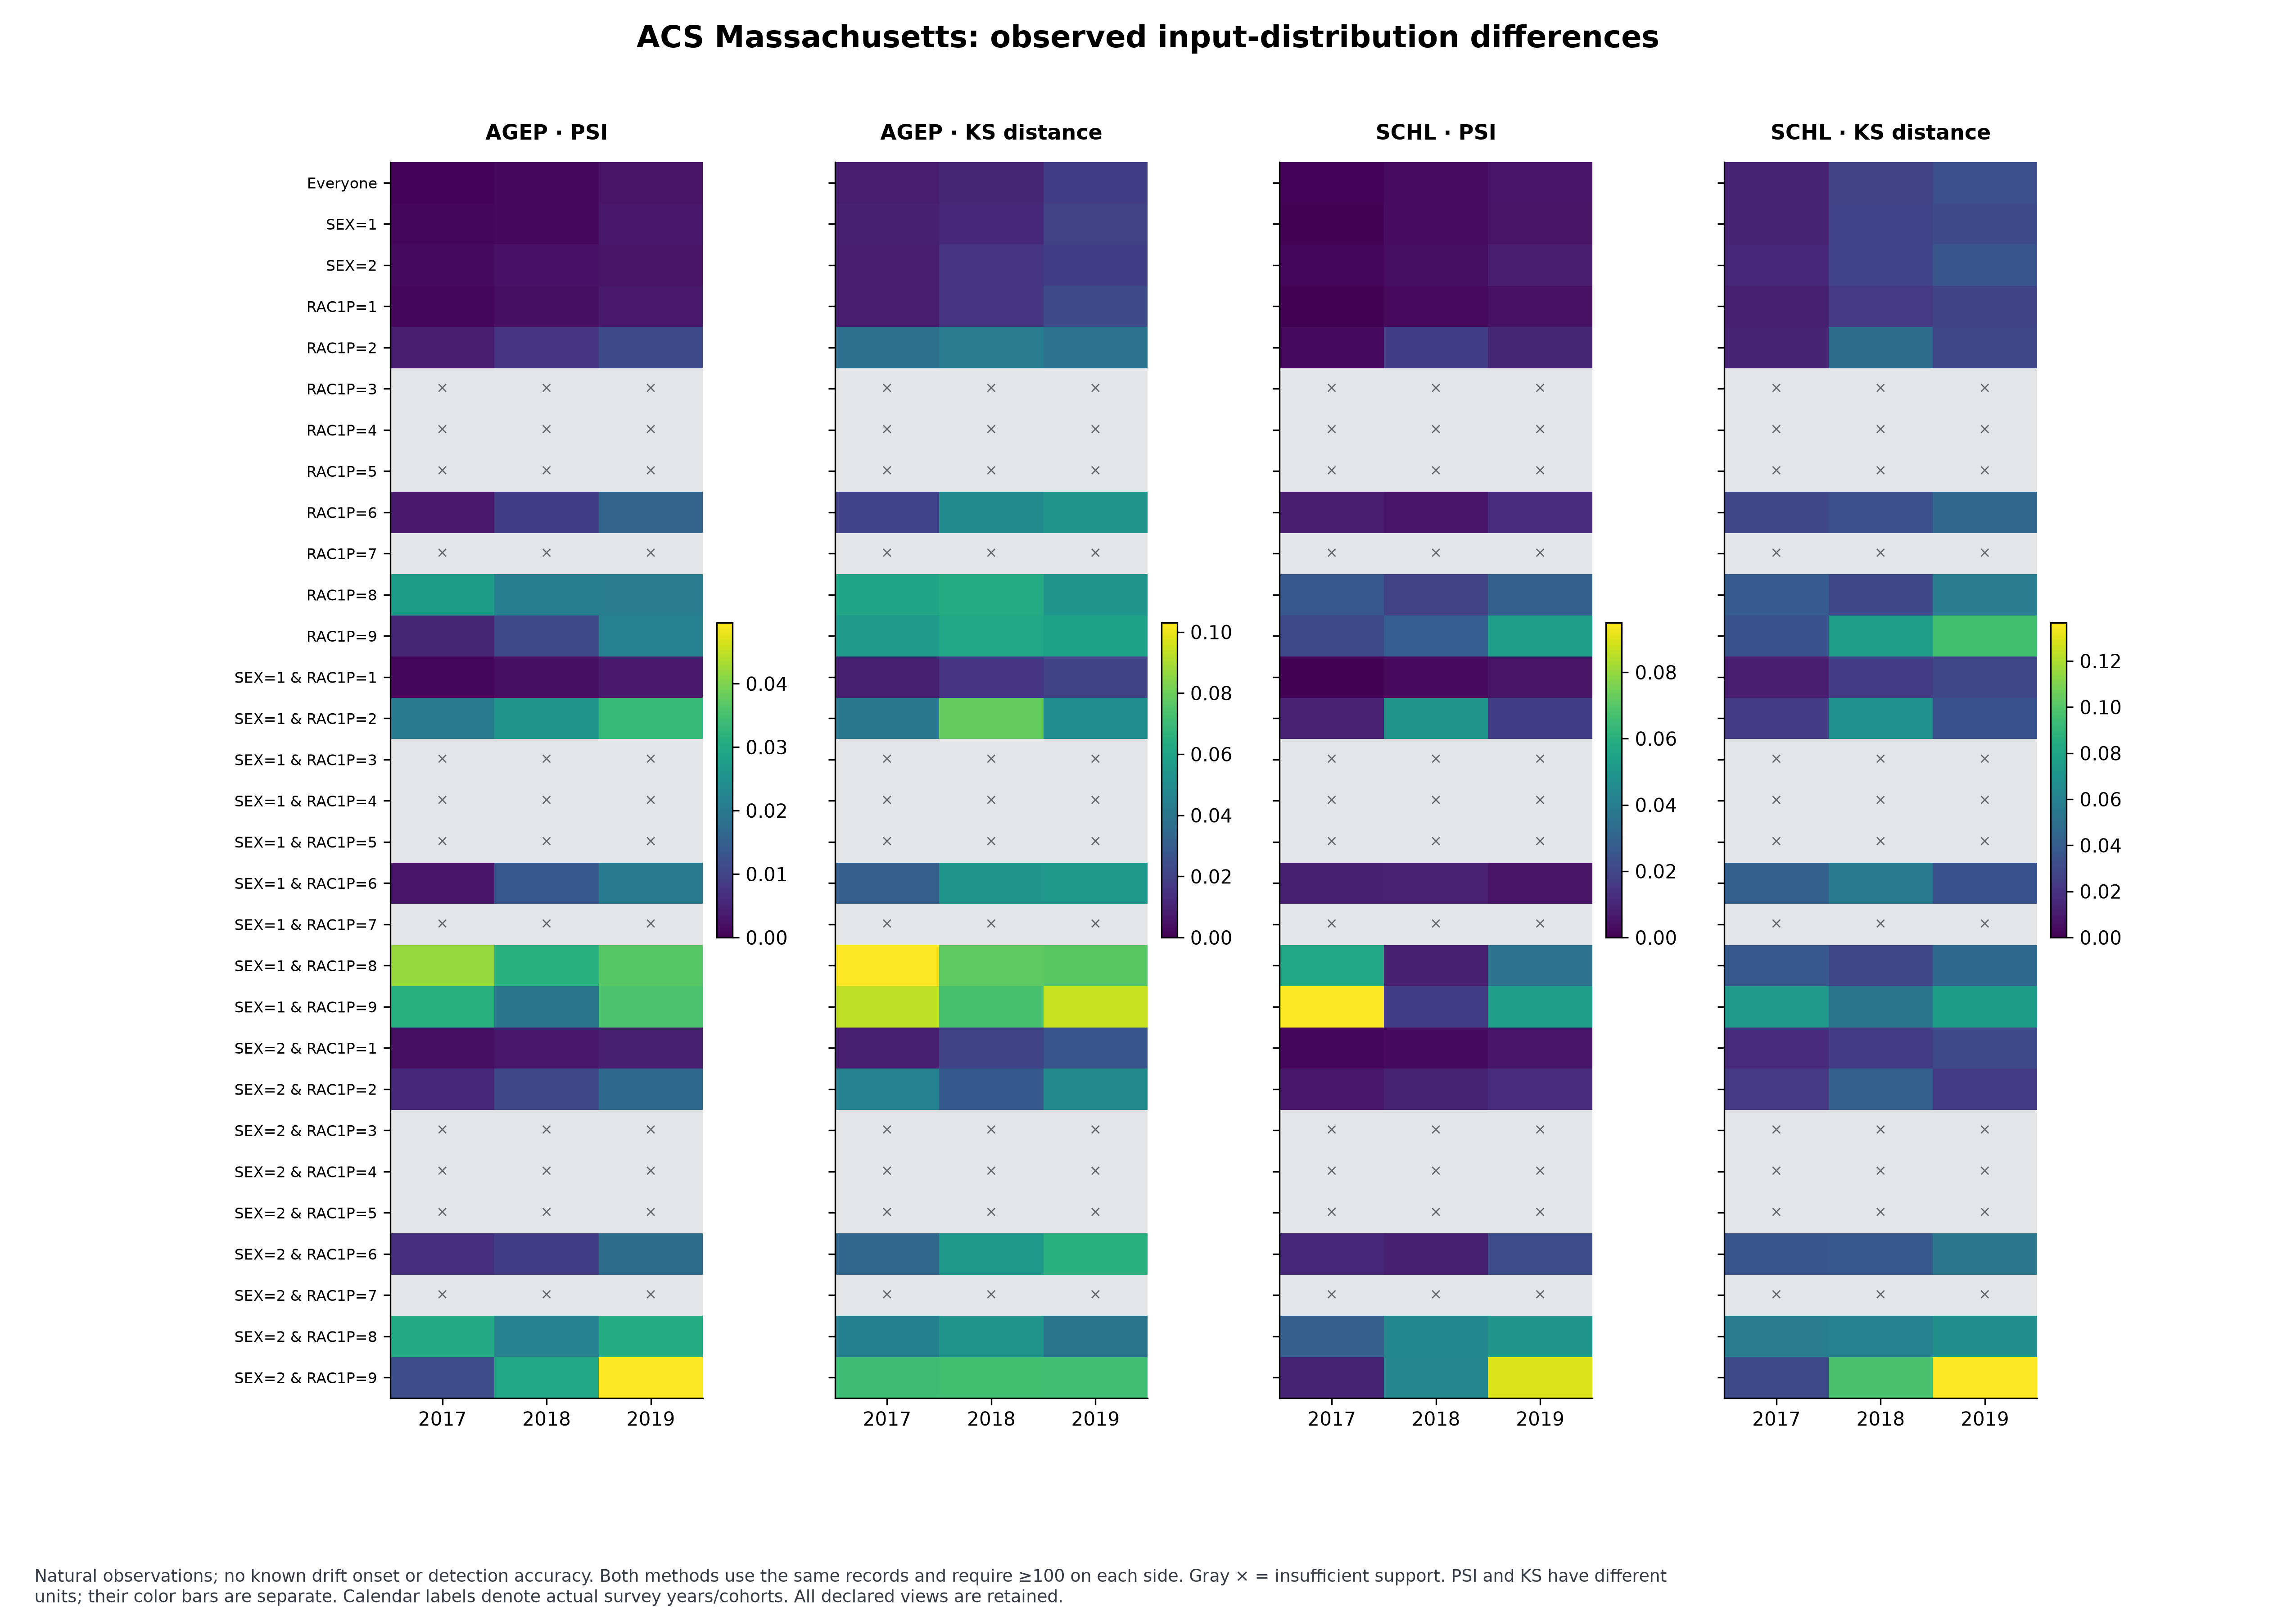 ACS Massachusetts: observed input-distribution differences
AGEP · PSI
AGEP · KS distance
SCHL · PSI
SCHL · KS distance
Everyone
SEX=1
SEX=2
RAC1P=1
RAC1P=2
RAC1P=3
× × × × × × × × × × × ×
RAC1P=4
× × × × × × × × × × × ×
RAC1P=5
× × × × × × × × × × × ×
RAC1P=6
RAC1P=7
× × × × × × × × × × × ×
RAC1P=8
RAC1P=9
SEX=1 & RAC1P=1
SEX=1 & RAC1P=2
SEX=1 & RAC1P=3
× × × × × × × × × × × ×
SEX=1 & RAC1P=4
× × × × × × × × × × × ×
SEX=1 & RAC1P=5
× × × × × × × × × × × ×
SEX=1 & RAC1P=6
SEX=1 & RAC1P=7
× × × × × × × × × × × ×
SEX=1 & RAC1P=8
SEX=1 & RAC1P=9
SEX=2 & RAC1P=1
SEX=2 & RAC1P=2
SEX=2 & RAC1P=3
× × × × × × × × × × × ×
SEX=2 & RAC1P=4
× × × × × × × × × × × ×
SEX=2 & RAC1P=5
× × × × × × × × × × × ×
SEX=2 & RAC1P=6
SEX=2 & RAC1P=7
× × × × × × × × × × × ×
SEX=2 & RAC1P=8
SEX=2 & RAC1P=9
0.04
0.03
0.02
0.01
0.00
0.10
0.08
0.06
0.04
0.02
0.00
0.08
0.06
0.04
0.02
0.00
0.12
0.10
0.08
0.06
0.04
0.02
0.00
2017 2018 2019
2017 2018 2019
2017 2018 2019
2017 2018 2019
Natural observations; no known drift onset or detection accuracy. Both methods use the same records and require ≥100 on each side. Gray × = insufficient support. PSI and KS have different
units; their color bars are separate. Calendar labels denote actual survey years/cohorts. All declared views are retained.